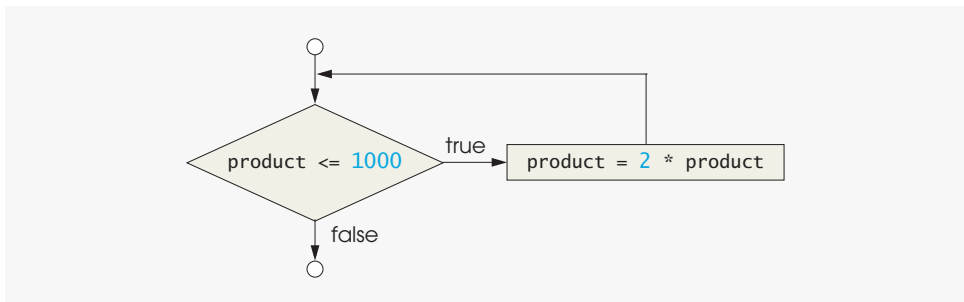 product <= 1000
true
product = 2 * product
false